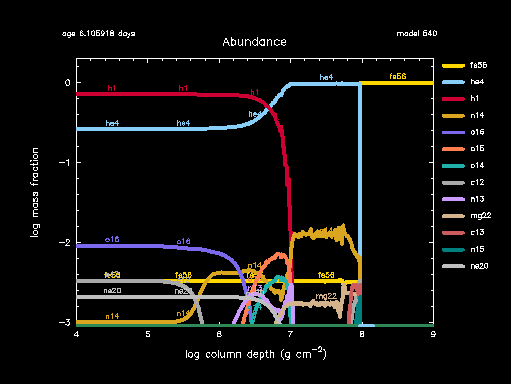 age 6.105918 days
model 640
Abundance
fe56
he4
h1
n14
o16
o15
o14
c12
n13
mg22
c13
n15
ne20
log mass fraction
0
-1
-2
-3
h1
h1
h1
he4
he4
he4
he4
fe56
o16
o16
fe56
fe56
ne20
n14
n14
n14
n13
mg22
4
5
6
7
8
9
log column depth (g cm-2)